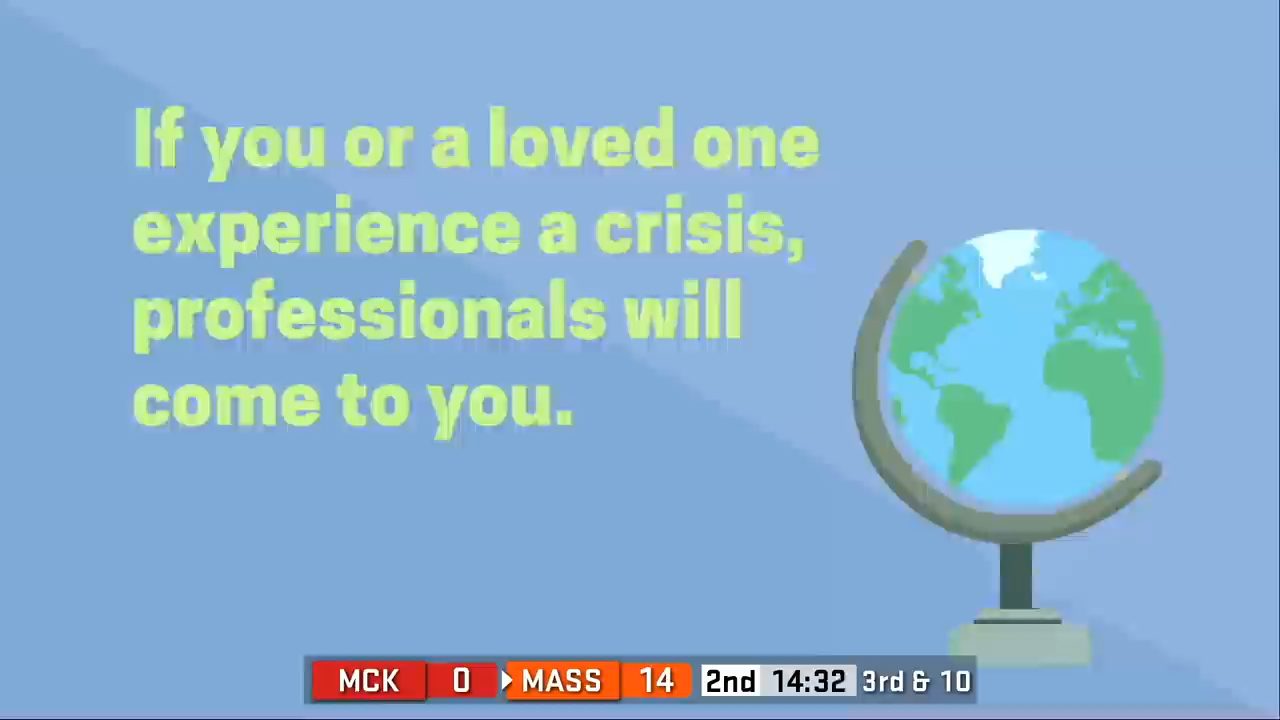 If you or a loved one
experience a crisis,
professionals will
come to you.
MCK 0 MASS 14 2nd 14:32 3rd & 10